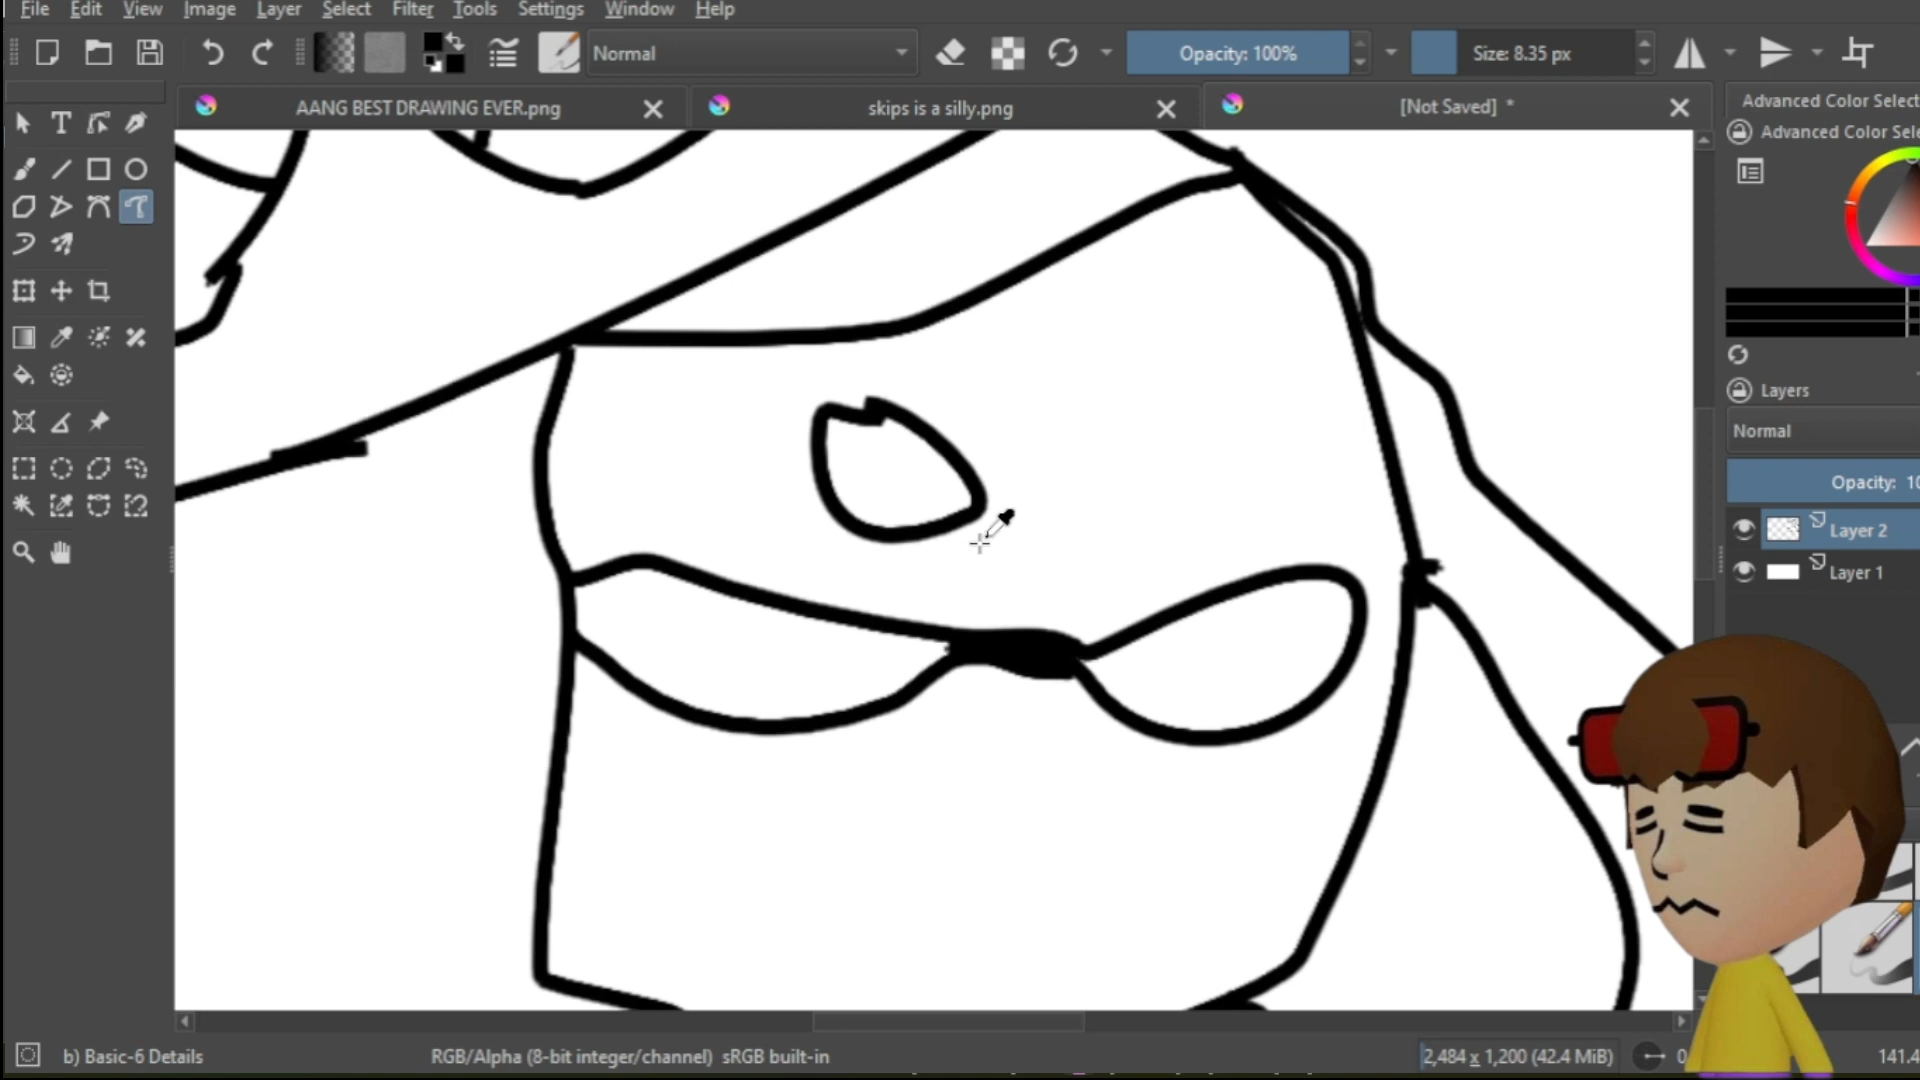 File Edit View Image Layer Select Filter Tools Settings Window Help
Normal Opacity: 100% Size: 8.35 px
AANG BEST DRAWING EVER.png skips is a silly.png [Not Saved] *
Advanced Color Select
Advanced Color Sele
Layers
Normal
Opacity: 10
Layer 2
Layer 1
b) Basic-6 Details RGB/Alpha (8-bit integer/channel) sRGB built-in 2,484 x 1,200 (42.4 MiB) 0 141.4